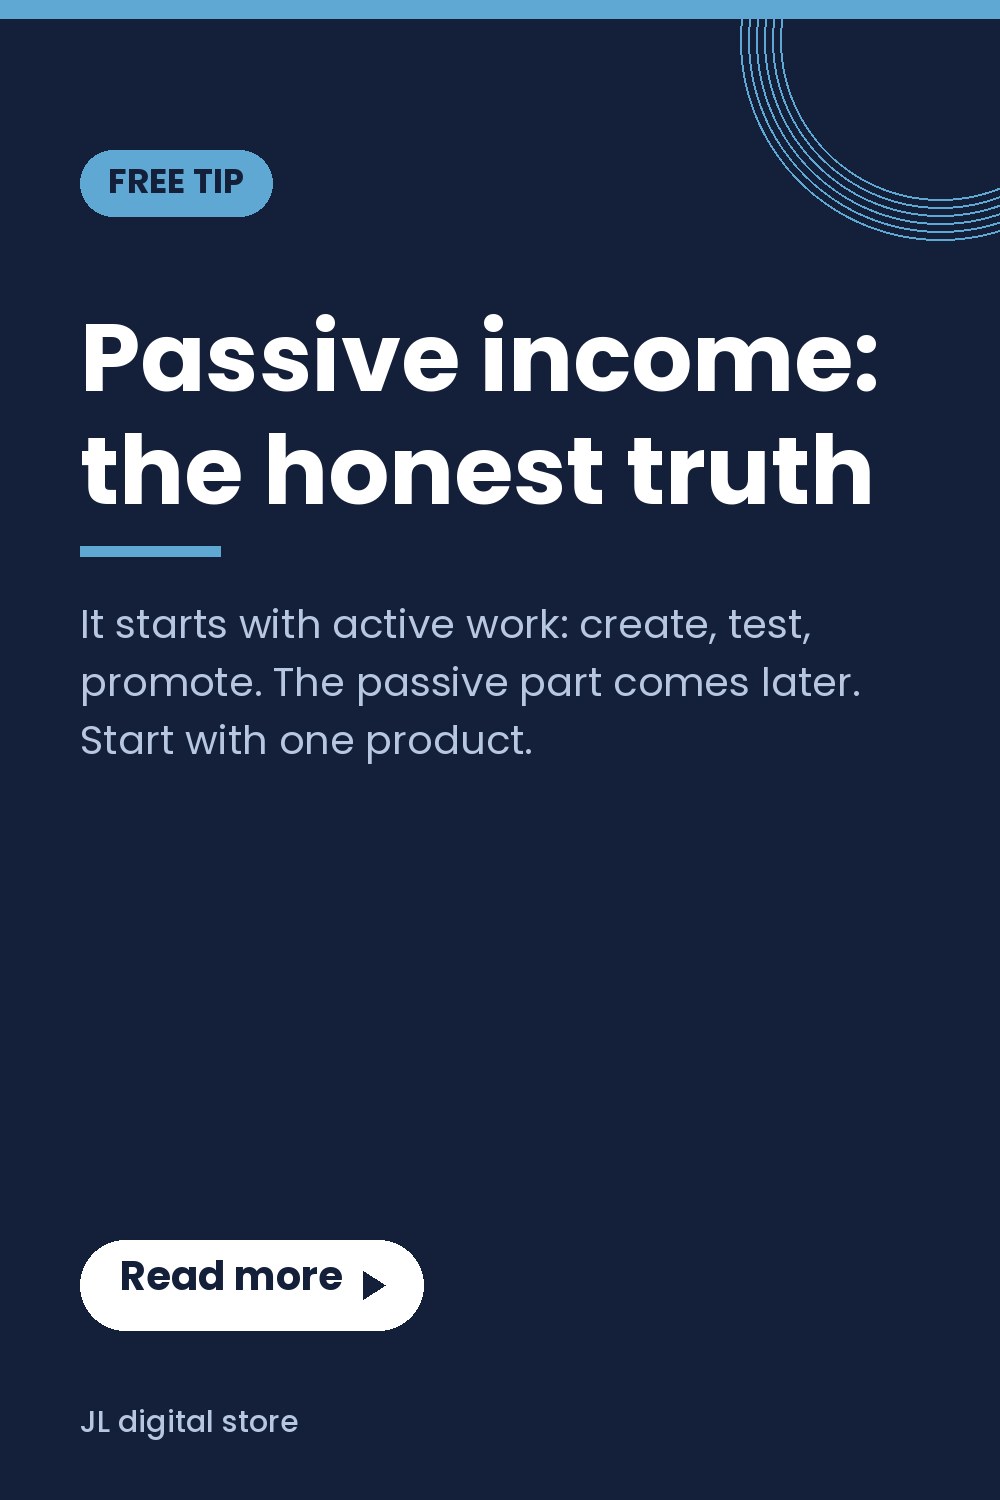 FREE TIP
Passive income:
the honest truth
It starts with active work: create, test,
promote. The passive part comes later.
Start with one product.
Read more
JL digital store